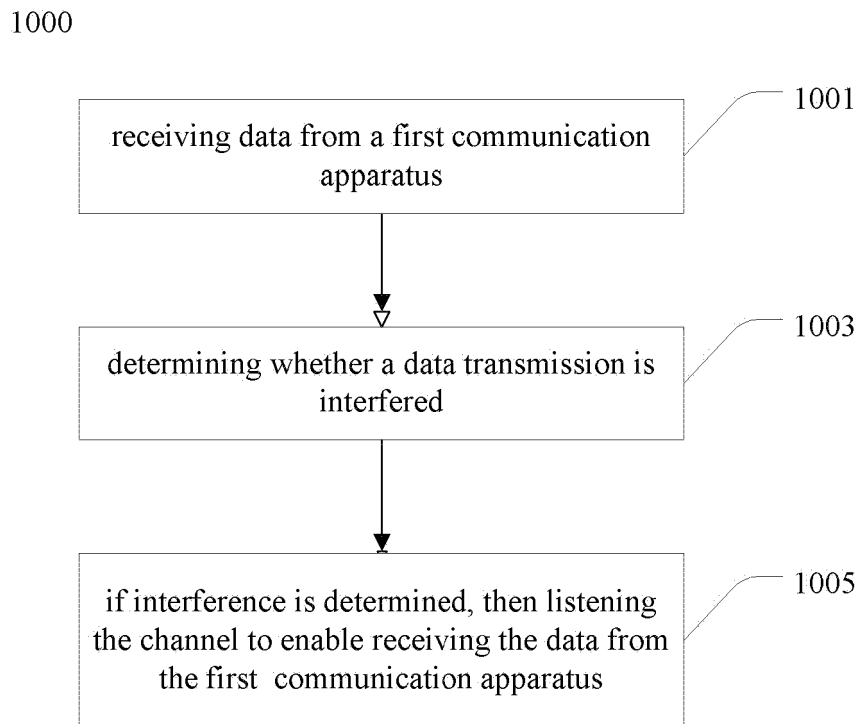 1000
1001
receiving data from a first communication
apparatus
1003
determining whether a data transmission is
interfered
1005
if interference is determined, then listening
the channel to enable receiving the data from
the first communication apparatus